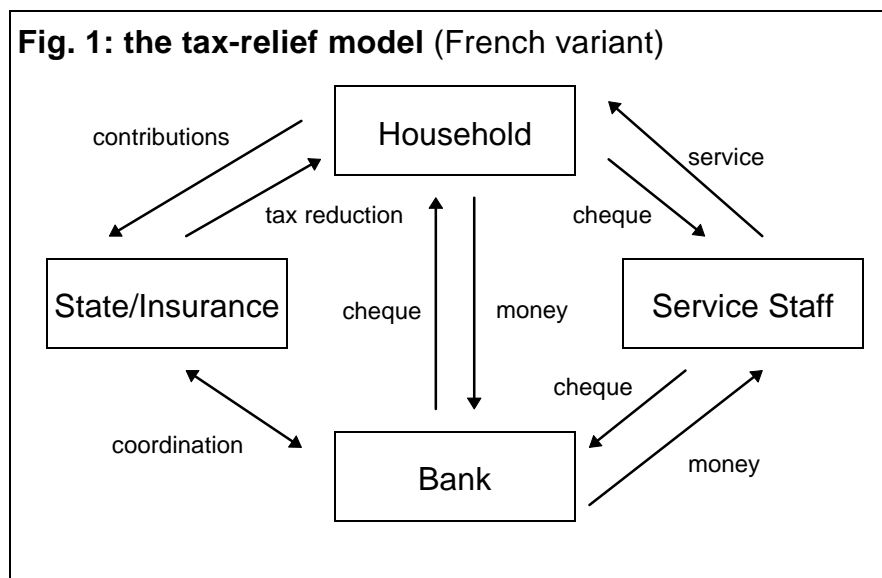 Fig. 1: the tax-relief model (French variant)
Household
contributions
service
tax reduction
cheque
State/Insurance
cheque
money
Service Staff
cheque
coordination
Bank
money